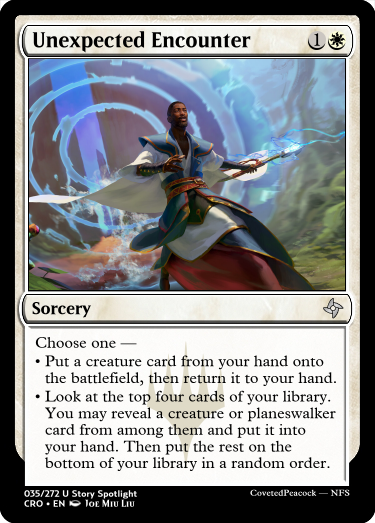 Unexpected Encounter 1
Sorcery
Choose one —
• Put a creature card from your hand onto
the battlefield, then return it to your hand.
• Look at the top four cards of your library.
You may reveal a creature or planeswalker
card from among them and put it into
your hand. Then put the rest on the
bottom of your library in a random order.
035/272 U Story Spotlight
CRO • EN Joe Miu Liu
CovetedPeacock — NFS